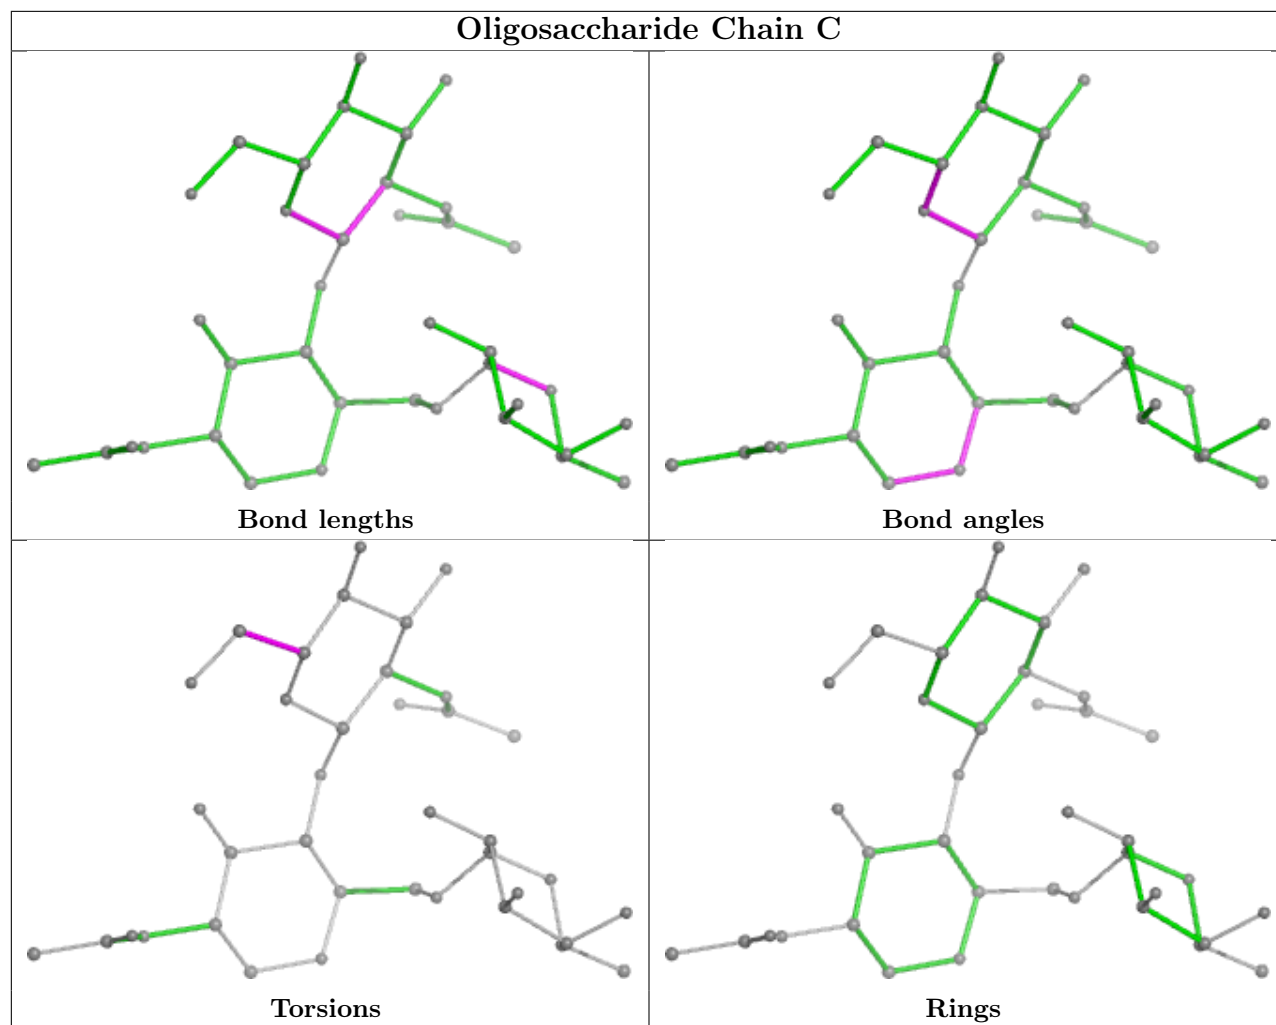 Oligosaccharide Chain C
Bond lengths
Bond angles
Torsions
Rings